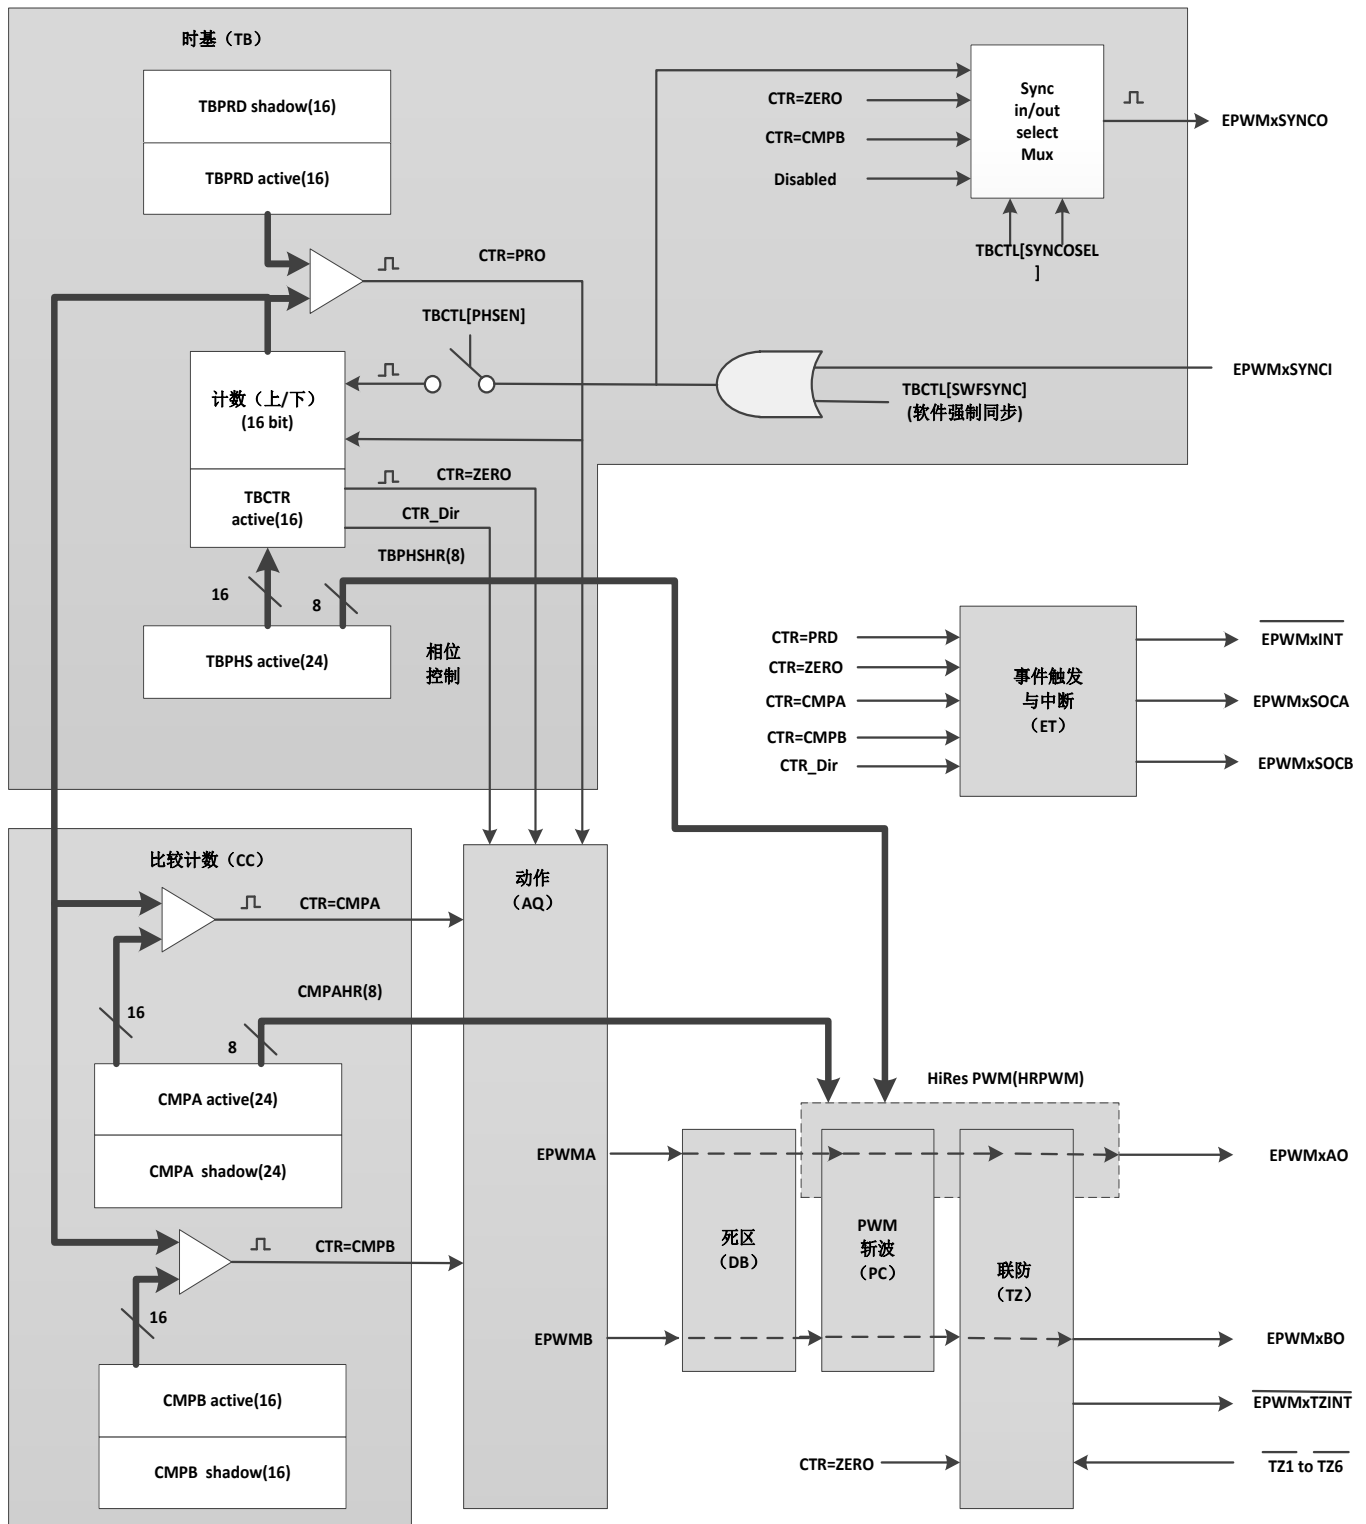 时基（TB）
TBPRD shadow(16)
TBPRD active(16)
CTR=ZERO
CTR=CMPB
Disabled
Sync
in/out
select
Mux
EPWMxSYNCO
TBCTL[SYNCOSEL
]
CTR=PRO
TBCTL[PHSEN]
EPWMxSYNCI
TBCTL[SWFSYNC]
(软件强制同步)
计数（上/下）
(16 bit)
CTR=ZERO
TBCTR
active(16)
CTR_Dir
TBPHSHR(8)
16
8
TBPHS active(24)
相位
控制
CTR=PRD
CTR=ZERO
CTR=CMPA
CTR=CMPB
CTR_Dir
事件触发
与中断
（ET）
EPWMxINT
EPWMxSOCA
EPWMxSOCB
比较计数（CC）
CTR=CMPA
动作
（AQ）
16
CMPAHR(8)
8
CMPA active(24)
CMPA  shadow(24)
CTR=CMPB
16
CMPB active(16)
CMPB  shadow(16)
HiRes PWM(HRPWM)
EPWMA
EPWMB
死区
（DB）
PWM
斩波
（PC）
联防
（TZ）
EPWMxAO
EPWMxBO
EPWMxTZINT
CTR=ZERO
TZ1 to TZ6